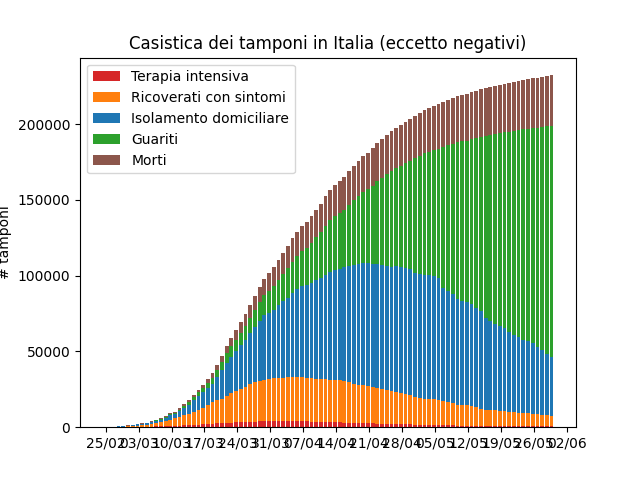 Casistica dei tamponi in Italia (eccetto negativi)
Terapia intensiva
Ricoverati con sintomi
Isolamento domiciliare
Guariti
Morti
# tamponi
200000
150000
100000
50000
0
25/02 03/03 10/03 17/03 24/03 31/03 07/04 14/04 21/04 28/04 05/05 12/05 19/05 26/05 02/06